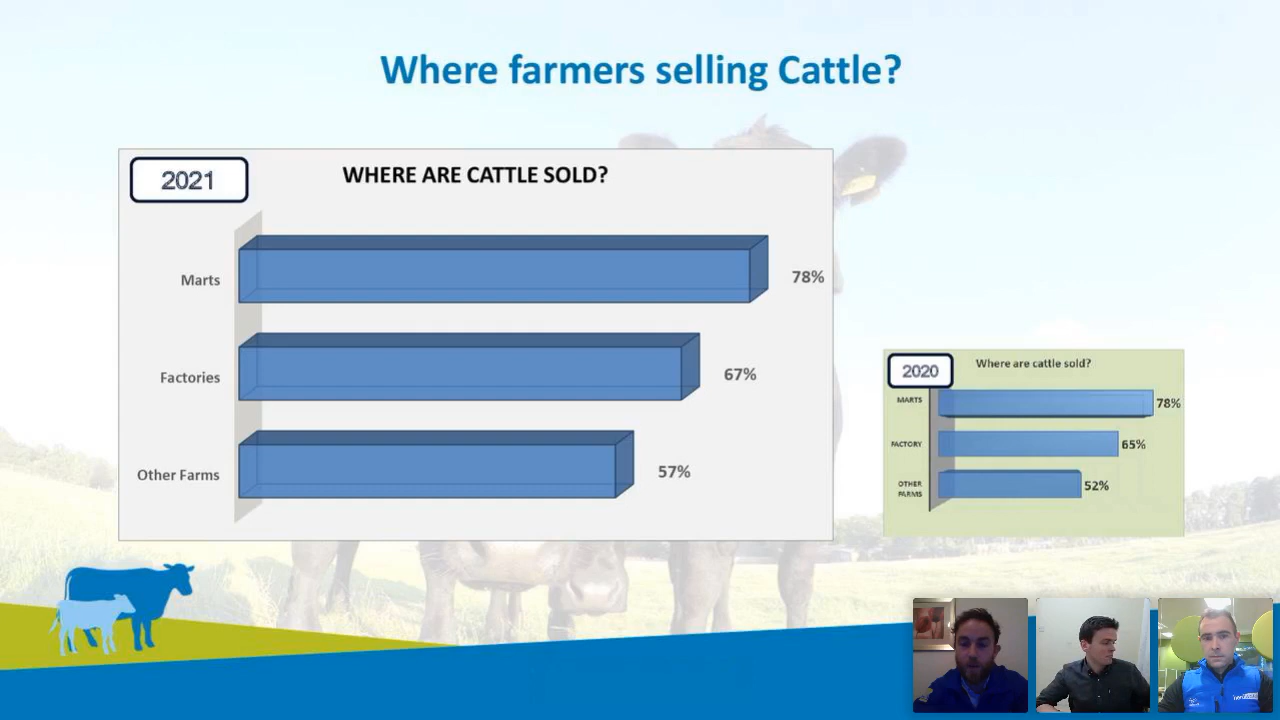 Where farmers selling Cattle?
2021
WHERE ARE CATTLE SOLD?
Marts
78%
Factories
67%
Other Farms
57%
2020
Where are cattle sold?
MARTS
78%
FACTORY
65%
OTHER
FARMS
52%